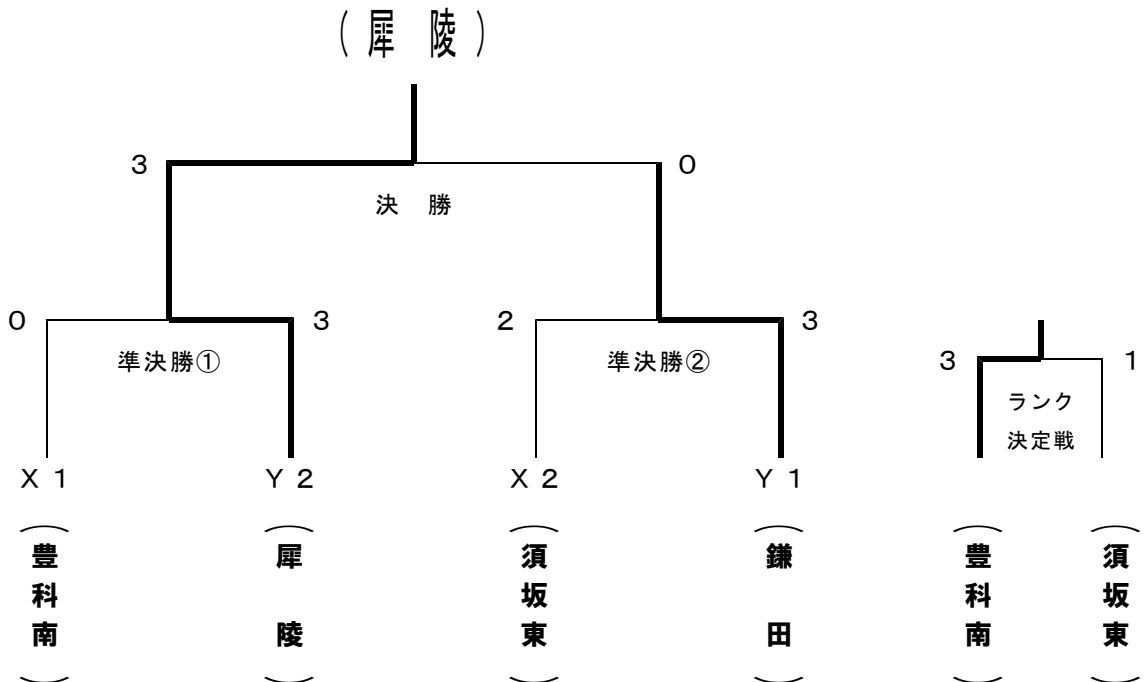 (犀 陵)
3 0
決 勝
0 3 2 3
準決勝① 準決勝② 3 1
ランク
決定戦
X 1 Y 2 X 2 Y 1
(豊科南)
(犀 陵)
(須坂東)
(鎌 田)
(豊科南)
(須坂東)